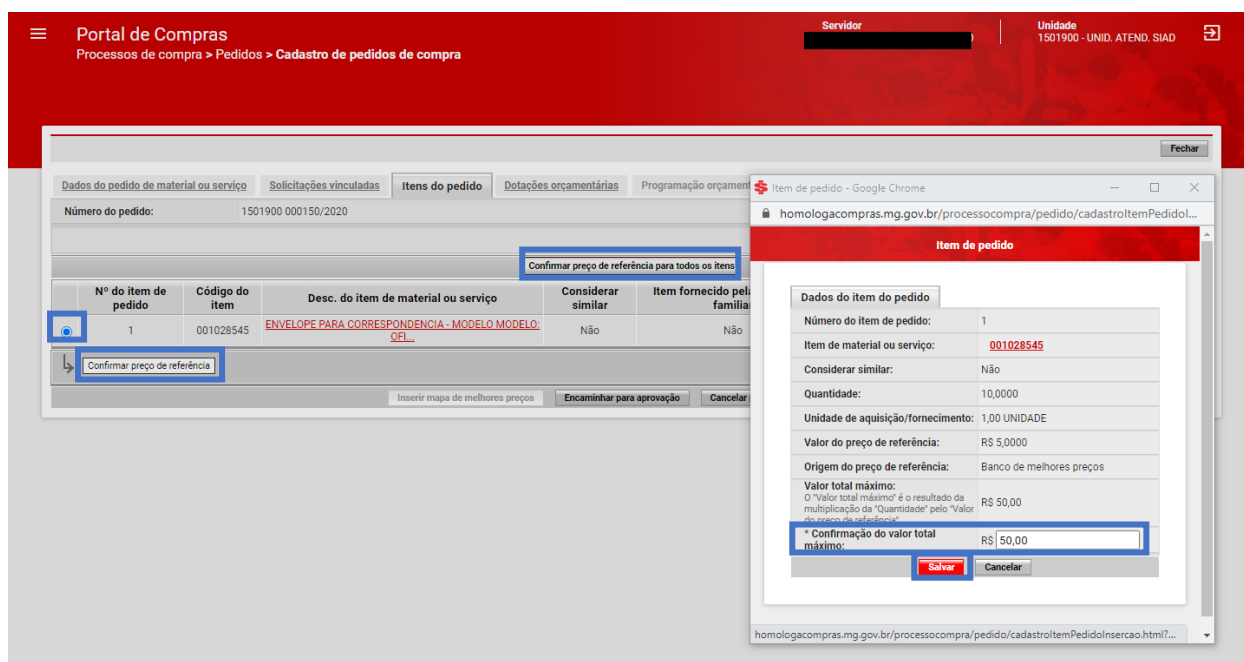 Portal de Compras
Processos de compra > Pedidos > Cadastro de pedidos de compra
Servidor
Unidade
1501900 - UNID. ATEND. SIAD
Fechar
Dados do pedido de material ou serviço Solicitações vinculadas Itens do pedido Dotações orçamentárias Programação
Número do pedido: 1501900 000150/2020
Confirmar preço de referência para todos os itens
Nº do item de pedido Código do item Desc. do item de material ou serviço Considerar similar Item fornecido
1 001028545 ENVELOPE PARA CORRESPONDENCIA - MODELO MODELO: OFI... Não Não
Confirmar preço de referência
Inserir mapa de melhores preços Encaminhar para aprovação Cancelar
Item de pedido - Google Chrome
homologacompras.mg.gov.br/processocompra/pedido/cadastroItemPedidoI...
Item de pedido
Dados do item do pedido
Número do item de pedido: 1
Item de material ou serviço: 001028545
Considerar similar: Não
Quantidade: 10,0000
Unidade de aquisição/fornecimento: 1,00 UNIDADE
Valor do preço de referência: R$ 5,0000
Origem do preço de referência: Banco de melhores preços
Valor total máximo:
O "Valor total máximo" é o resultado da
multiplicação da "Quantidade" pelo "Valor
do preço de referência"
R$ 50,00
* Confirmação do valor total
máximo:
R$ 50,00
Salvar Cancelar
homologacompras.mg.gov.br/processocompra/pedido/cadastroItemPedidoInsercao.html?...